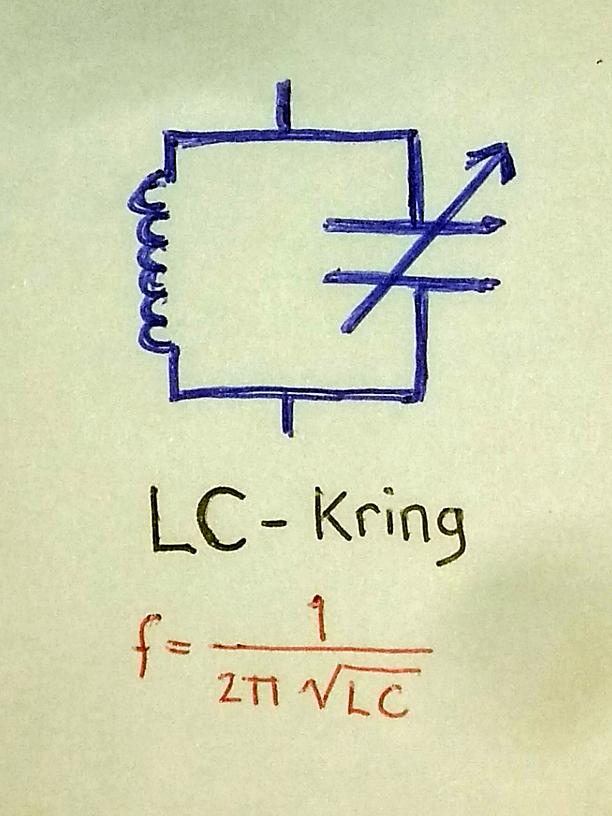 LC - Kring
f = 1 / 2π √LC